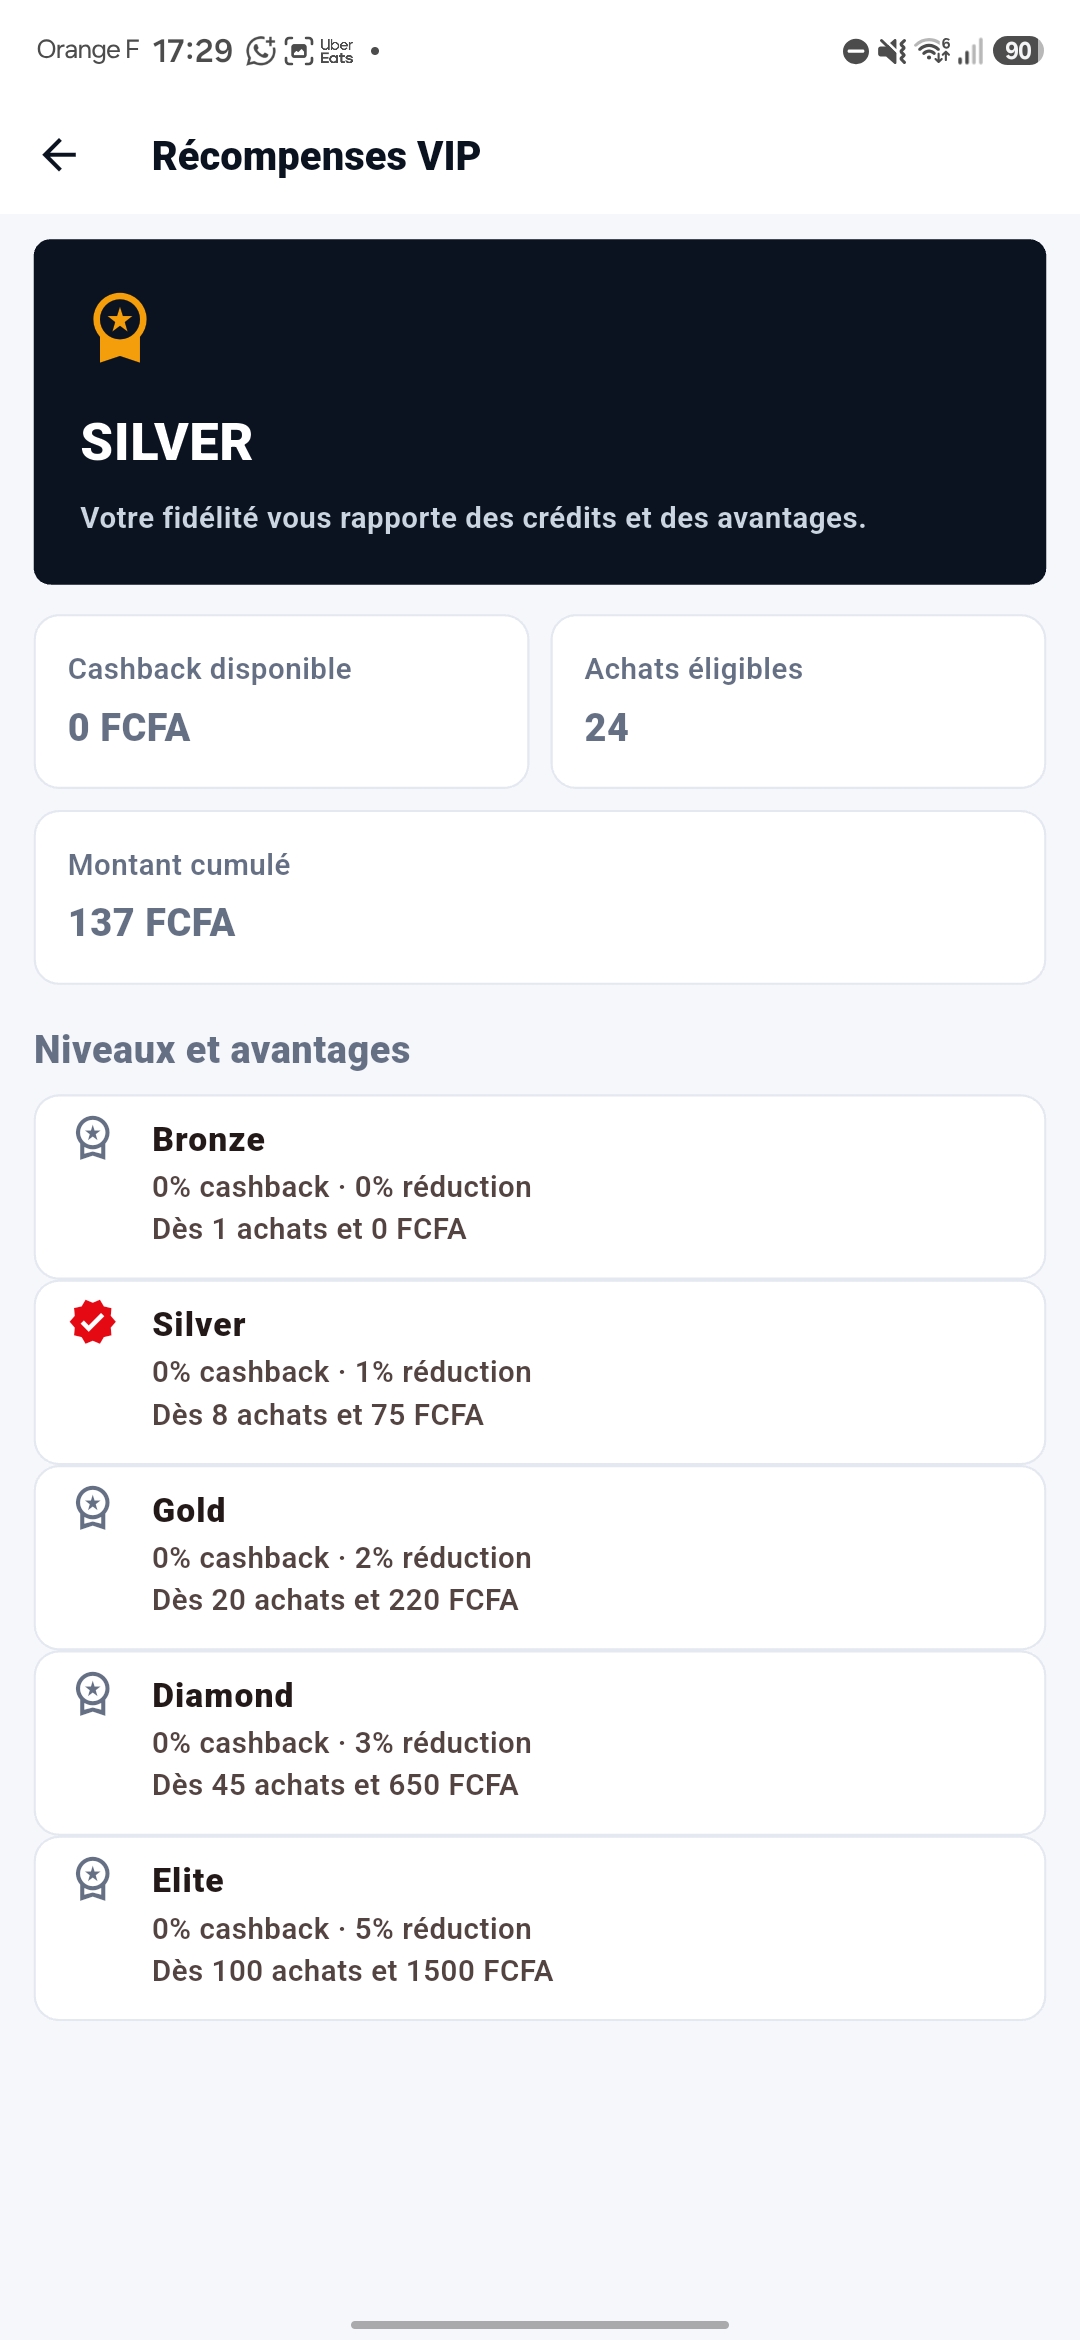 Orange F 17:29 Uber Eats 6 90
Récompenses VIP
SILVER
Votre fidélité vous rapporte des crédits et des avantages.
Cashback disponible
0 FCFA
Achats éligibles
24
Montant cumulé
137 FCFA
Niveaux et avantages
Bronze
0% cashback · 0% réduction
Dès 1 achats et 0 FCFA
Silver
0% cashback · 1% réduction
Dès 8 achats et 75 FCFA
Gold
0% cashback · 2% réduction
Dès 20 achats et 220 FCFA
Diamond
0% cashback · 3% réduction
Dès 45 achats et 650 FCFA
Elite
0% cashback · 5% réduction
Dès 100 achats et 1500 FCFA